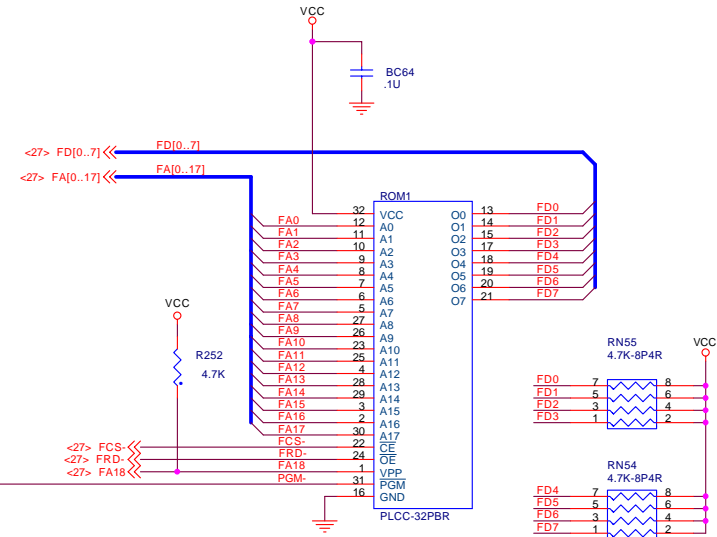 VCC
BC64
.1U
<27> FD[0..7] FD[0..7]
<27> FA[0..17] FA[0..17]
ROM1
32 VCC
FA0 12 A0 O0 13 FD0
FA1 11 A1 O1 14 FD1
FA2 10 A2 O2 15 FD2
FA3 9 A3 O3 17 FD3
FA4 8 A4 O4 18 FD4
FA5 7 A5 O5 19 FD5
FA6 6 A6 O6 20 FD6
FA7 5 A7 O7 21 FD7
FA8 27 A8
FA9 26 A9
FA10 23 A10
FA11 25 A11
FA12 4 A12
FA13 28 A13
FA14 29 A14
FA15 3 A15
FA16 2 A16
FA17 30 A17
<27> FCS- FCS- 22 CE
<27> FRD- FRD- 24 OE
<27> FA18 FA18 1 VPP
PGM- 31 PGM
16 GND
PLCC-32PBR
VCC
R252
4.7K
RN55
4.7K-8P4R
VCC
FD0 7 8
FD1 5 6
FD2 3 4
FD3 1 2
RN54
4.7K-8P4R
FD4 7 8
FD5 5 6
FD6 3 4
FD7 1 2